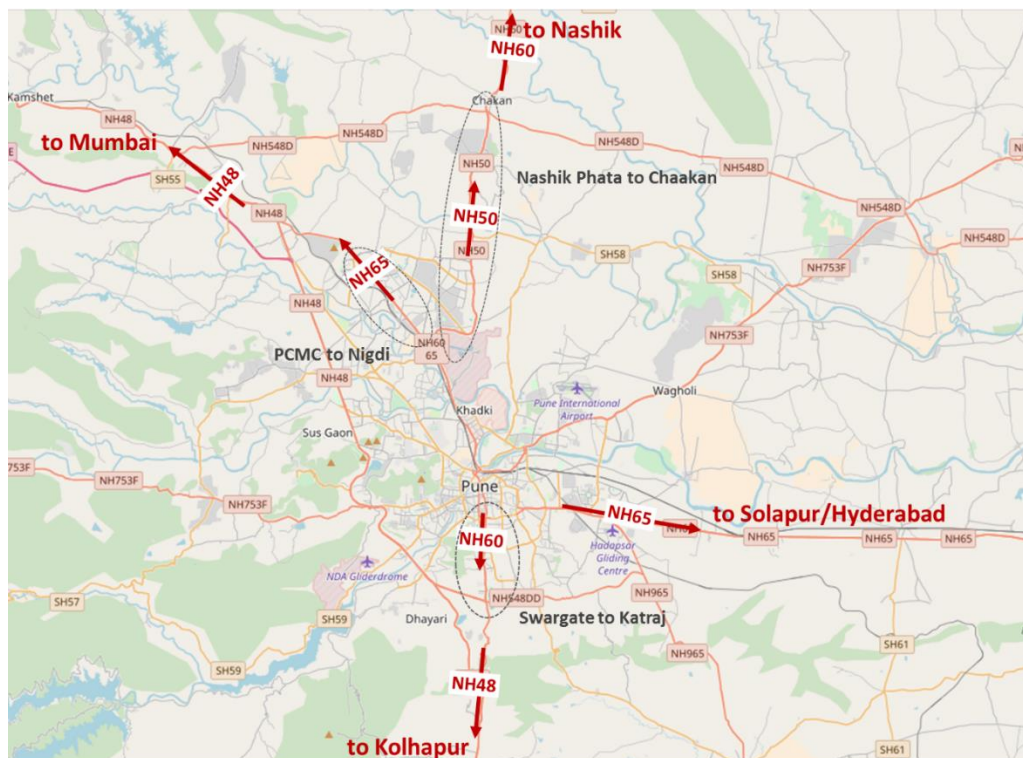 NH60
to Nashik
NH60
Kamshet
Chakan
NH48
NH548D
NH548D
to Mumbai
NH548D
NH50
NH548D
SH55
NH48
Nashik Phata to Chaakan
NH548D
NH48
NH50
NH548D
NH50
SH58
NH65
NH753F
SH58
NH48
NH753F
NH60
65
PCMC to Nigdi
NH48
Wagholi
Pune International
Airport
Khadki
Sus Gaon
753F
NH753F
Pune
NH753F
NH65
to Solapur/Hyderabad
NH60
NH65
NH65
NH65
Hadapsar
Gliding
Centre
NDA Gliderdrome
NH965
SH57
NH548DD
SH59
Dhayari
Swargate to Katraj
SH61
NH965
SH59
NH48
to Kolhapur
SH61